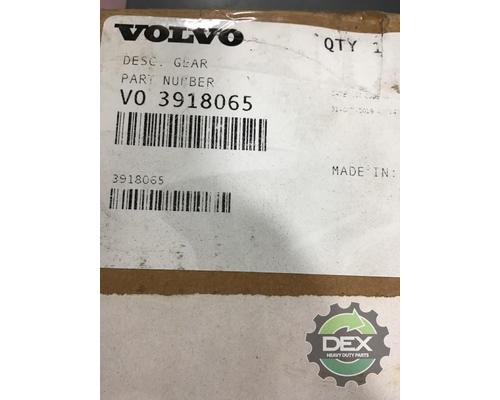 VOLVO
QTY 1
DESC. GEAR
PART NUMBER
VO 3918065
MADE IN:
3918065
DEX
HEAVY DUTY PARTS